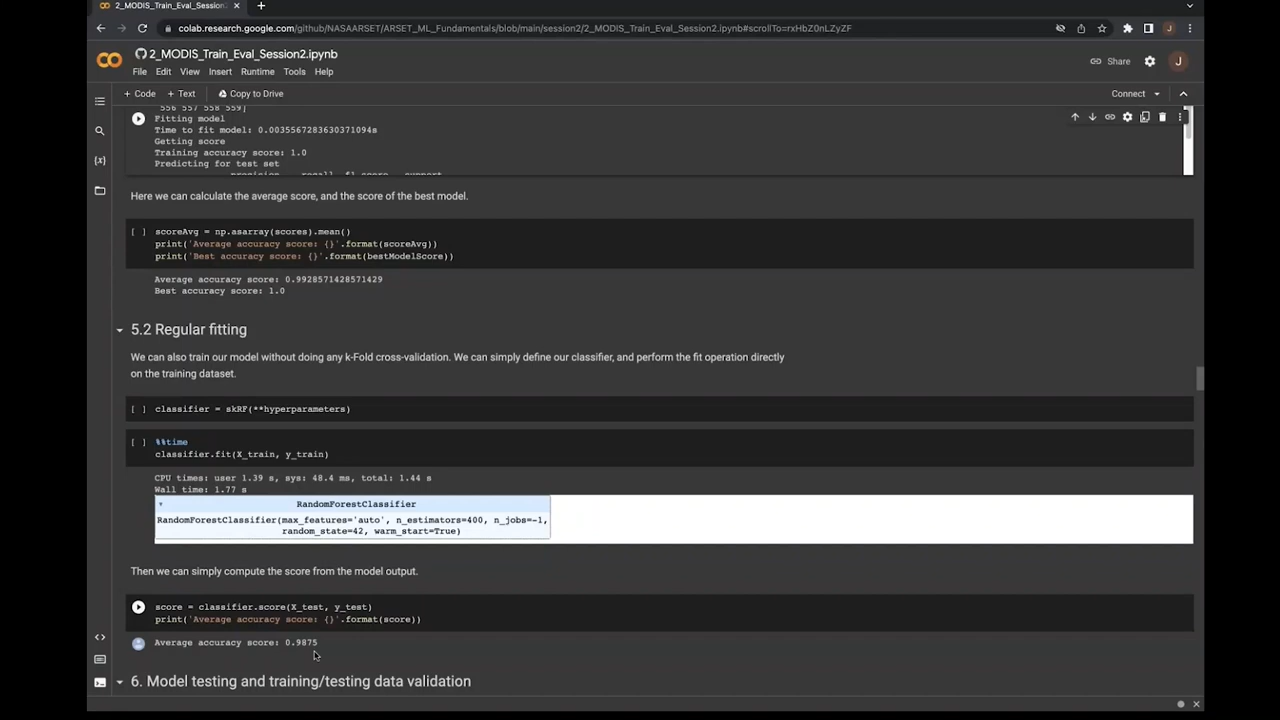 2_MODIS_Train_Eval_Session2.ip
colab.research.google.com/github/NASAARSET/ARSET_ML_Fundamentals/blob/main/session2/2_MODIS_Train_Eval_Session2.ipynb#scrollTo=rxHbZ0nLZyZF
J
2_MODIS_Train_Eval_Session2.ipynb
File Edit View Insert Runtime Tools Help
Share
J
+ Code + Text Copy to Drive
Connect
556 557 558 559]
Fitting model
Time to fit model: 0.0035567283630371094s
Getting score
Training accuracy score: 1.0
Predicting for test set
precision recall f1-score support
Here we can calculate the average score, and the score of the best model.
[ ] scoreAvg = np.asarray(scores).mean()
print('Average accuracy score: {}'.format(scoreAvg))
print('Best accuracy score: {}'.format(bestModelScore))
Average accuracy score: 0.9928571428571429
Best accuracy score: 1.0
5.2 Regular fitting
We can also train our model without doing any k-Fold cross-validation. We can simply define our classifier, and perform the fit operation directly
on the training dataset.
[ ] classifier = skRF(**hyperparameters)
[ ] %%time
classifier.fit(X_train, y_train)
CPU times: user 1.39 s, sys: 48.4 ms, total: 1.44 s
Wall time: 1.77 s
RandomForestClassifier
RandomForestClassifier(max_features='auto', n_estimators=400, n_jobs=-1,
random_state=42, warm_start=True)
Then we can simply compute the score from the model output.
score = classifier.score(X_test, y_test)
print('Average accuracy score: {}'.format(score))
Average accuracy score: 0.9875
6. Model testing and training/testing data validation